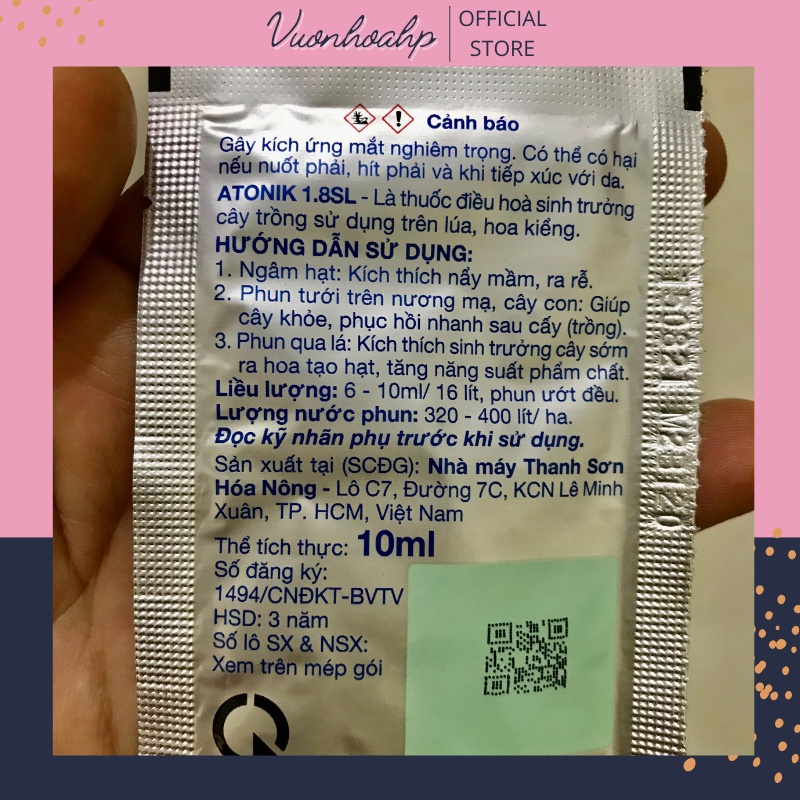 Vuonhoahp
OFFICIAL
STORE
Cảnh báo
Gây kích ứng mắt nghiêm trọng. Có thể có hại
nếu nuốt phải, hít phải và khi tiếp xúc với da.
ATONIK 1.8SL - Là thuốc điều hoà sinh trưởng
cây trồng sử dụng trên lúa, hoa kiểng.
HƯỚNG DẪN SỬ DỤNG:
1. Ngâm hạt: Kích thích nẩy mầm, ra rễ.
2. Phun tưới trên nương mạ, cây con: Giúp
cây khỏe, phục hồi nhanh sau cấy (trồng).
3. Phun qua lá: Kích thích sinh trưởng cây sớm
ra hoa tạo hạt, tăng năng suất phẩm chất.
Liều lượng: 6 - 10ml/ 16 lít, phun ướt đều.
Lượng nước phun: 320 - 400 lít/ ha.
Đọc kỹ nhãn phụ trước khi sử dụng.
Sản xuất tại (SCĐG): Nhà máy Thanh Sơn
Hóa Nông - Lô C7, Đường 7C, KCN Lê Minh
Xuân, TP. HCM, Việt Nam
Thể tích thực: 10ml
Số đăng ký:
1494/CNĐKT-BVTV
HSD: 3 năm
Số lô SX & NSX:
Xem trên mép gói